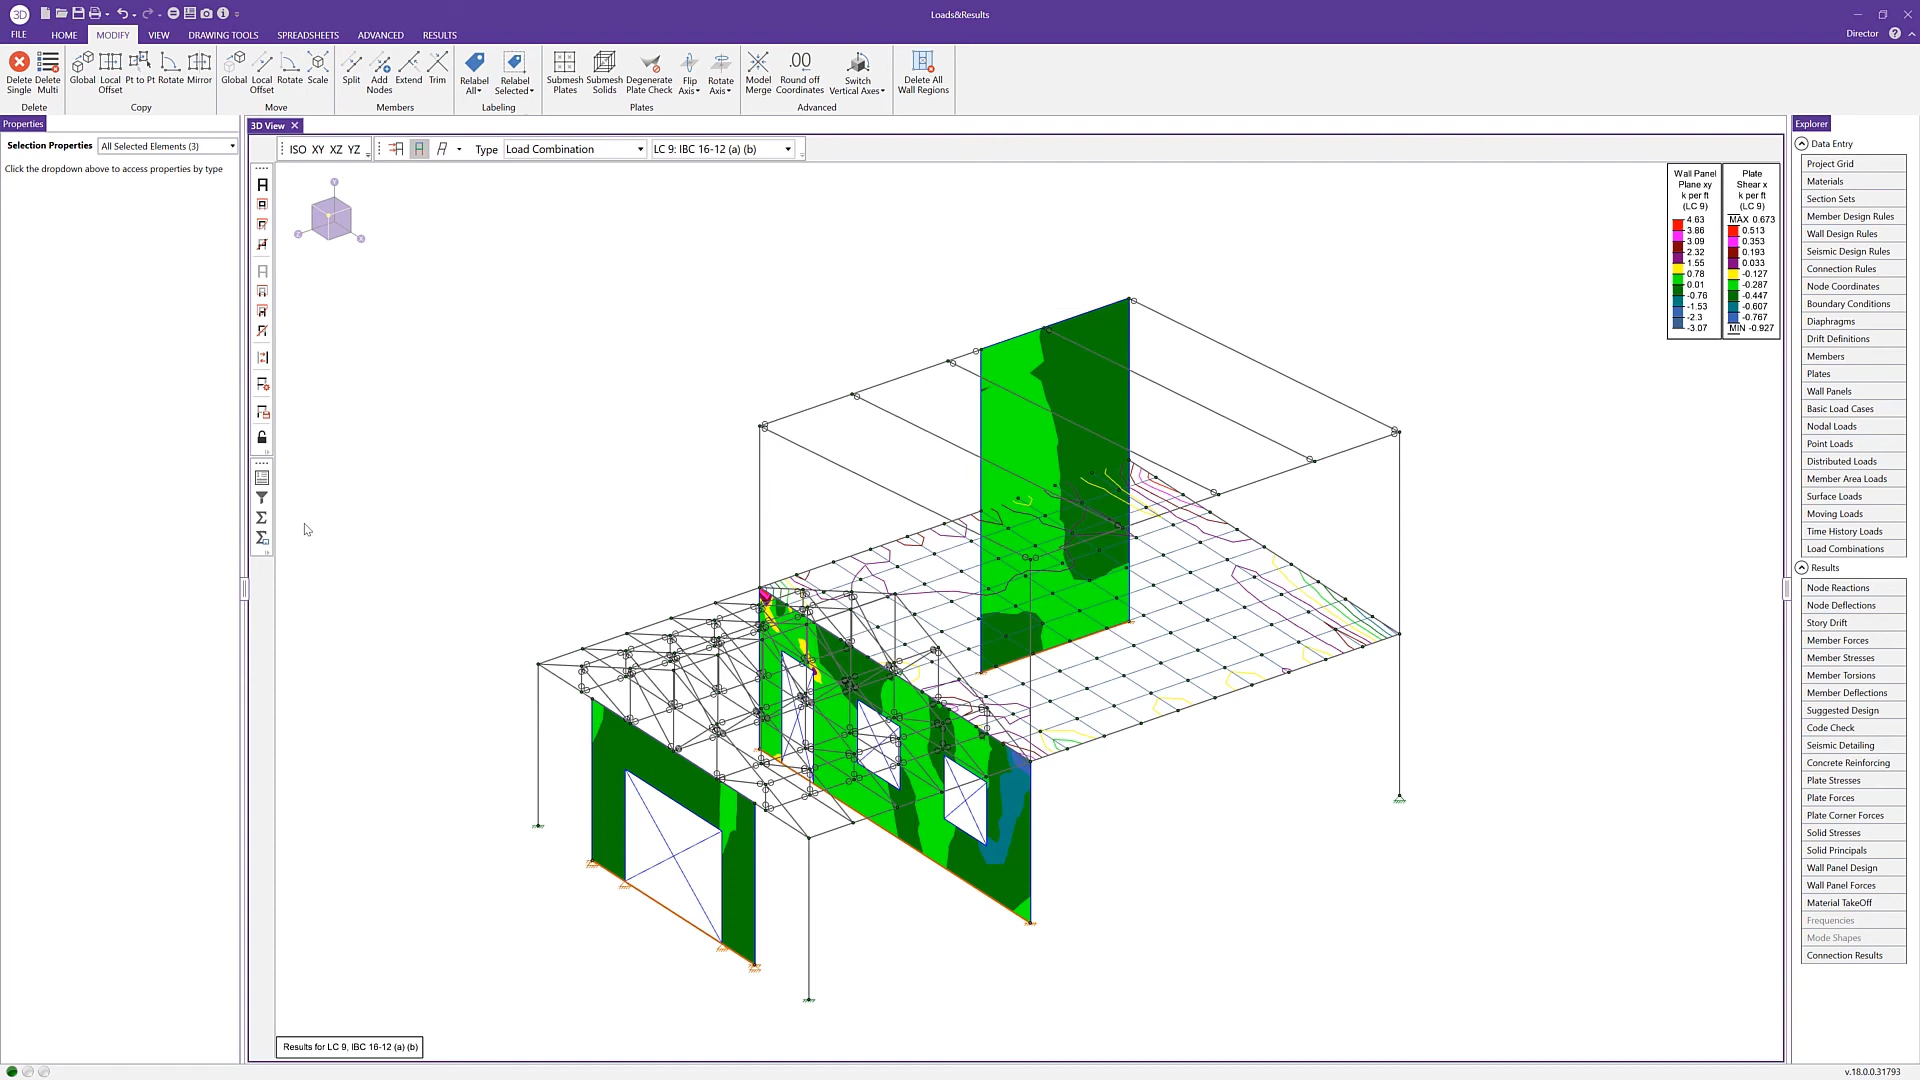 3D
Loads&Results
FILE HOME MODIFY VIEW DRAWING TOOLS SPREADSHEETS ADVANCED RESULTS
Director
Delete Single
Delete Multi
Delete
Global
Local Offset
Pt to Pt
Rotate
Mirror
Copy
Global
Local Offset
Rotate
Scale
Move
Split
Add Nodes
Extend
Trim
Members
Relabel All
Relabel Selected
Labeling
Submesh Plates
Submesh Solids
Degenerate Plate Check
Flip Axis
Rotate Axis
Plates
Model Merge
.00
Round off Coordinates
Switch Vertical Axes
Advanced
Delete All Wall Regions
Properties
Selection Properties All Selected Elements (3)
Click the dropdown above to access properties by type
3D View
ISO XY XZ YZ Type Load Combination LC 9: IBC 16-12 (a) (b)
Y
Z
X
Wall Panel
Plane xy
k per ft
(LC 9)
4.63
3.86
3.09
2.32
1.55
0.78
0.01
-0.76
-1.53
-2.3
-3.07
Plate
Shear x
k per ft
(LC 9)
MAX 0.673
0.513
0.353
0.193
0.033
-0.127
-0.287
-0.447
-0.607
-0.767
MIN -0.927
Results for LC 9, IBC 16-12 (a) (b)
Explorer
Data Entry
Project Grid
Materials
Section Sets
Member Design Rules
Wall Design Rules
Seismic Design Rules
Connection Rules
Node Coordinates
Boundary Conditions
Diaphragms
Drift Definitions
Members
Plates
Wall Panels
Basic Load Cases
Nodal Loads
Point Loads
Distributed Loads
Member Area Loads
Surface Loads
Moving Loads
Time History Loads
Load Combinations
Results
Node Reactions
Node Deflections
Story Drift
Member Forces
Member Stresses
Member Torsions
Member Deflections
Suggested Design
Code Check
Seismic Detailing
Concrete Reinforcing
Plate Stresses
Plate Forces
Plate Corner Forces
Solid Stresses
Solid Principals
Wall Panel Design
Wall Panel Forces
Material TakeOff
Frequencies
Mode Shapes
Connection Results
v.18.0.0.31793